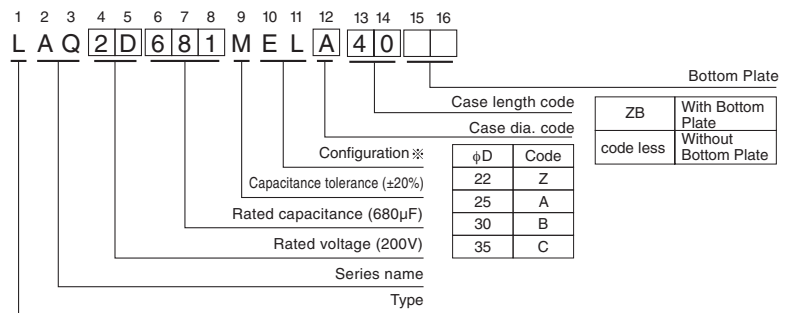 1 2 3 4 5 6 7 8 9 10 11 12 13 14 15 16
L A Q 2 D 6 8 1 M E L A 4 0
Bottom Plate
Case length code
Case dia. code
Configuration※
Capacitance tolerance (±20%)
Rated capacitance (680µF)
Rated voltage (200V)
Series name
Type
ZB With Bottom Plate
code less Without Bottom Plate
ϕD Code
22 Z
25 A
30 B
35 C